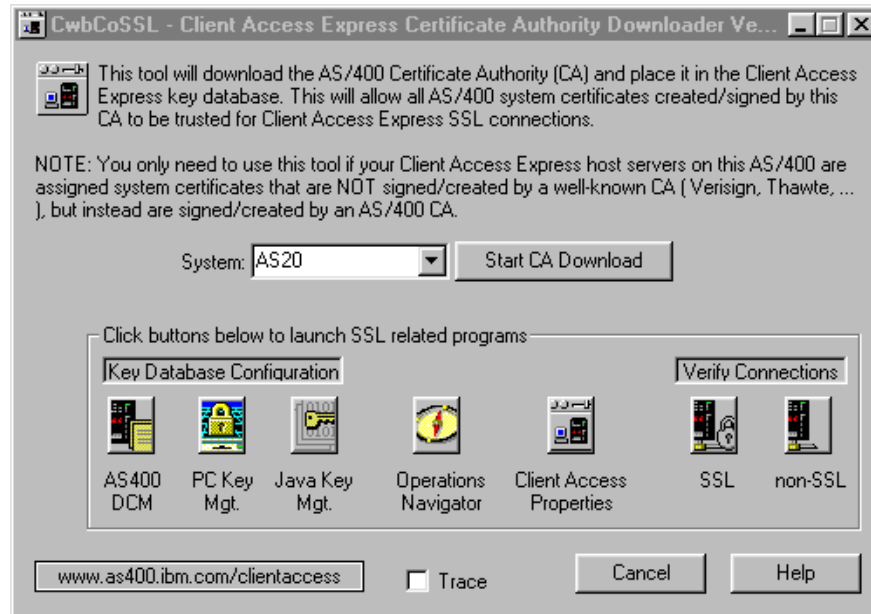 CwbCoSSL - Client Access Express Certificate Authority Downloader Ve...
This tool will download the AS/400 Certificate Authority (CA) and place it in the Client Access
Express key database. This will allow all AS/400 system certificates created/signed by this
CA to be trusted for Client Access Express SSL connections.
NOTE: You only need to use this tool if your Client Access Express host servers on this AS/400 are
assigned system certificates that are NOT signed/created by a well-known CA ( Verisign, Thawte, ...
), but instead are signed/created by an AS/400 CA.
System: AS20 Start CA Download
Click buttons below to launch SSL related programs
Key Database Configuration Verify Connections
AS400 PC Key Java Key Operations Client Access SSL non-SSL
DCM Mgt. Mgt. Navigator Properties
www.as400.ibm.com/clientaccess Trace Cancel Help